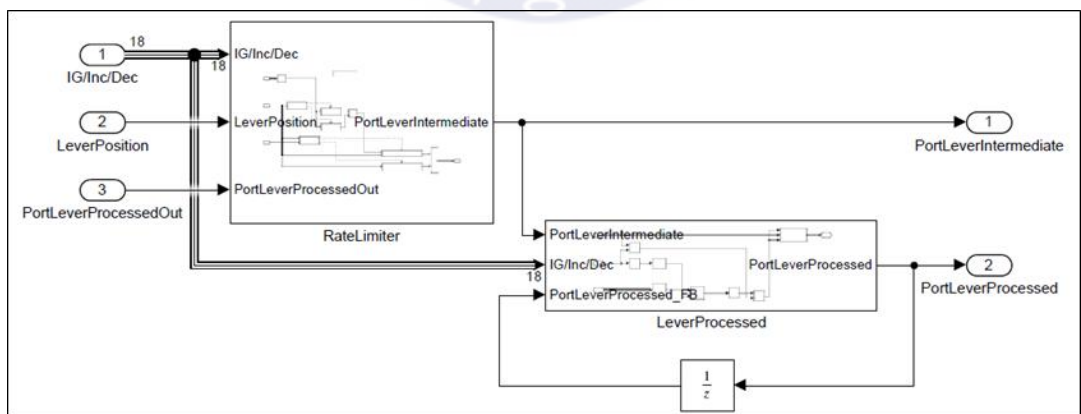 18
1
IG/Inc/Dec
18
IG/Inc/Dec
2
LeverPosition
LeverPosition
PortLeverIntermediate
1
PortLeverIntermediate
3
PortLeverProcessedOut
PortLeverProcessedOut
RateLimiter
PortLeverIntermediate
IG/Inc/Dec
18
PortLeverProcessed
2
PortLeverProcessed
PortLeverProcessed_FB
LeverProcessed
1
z